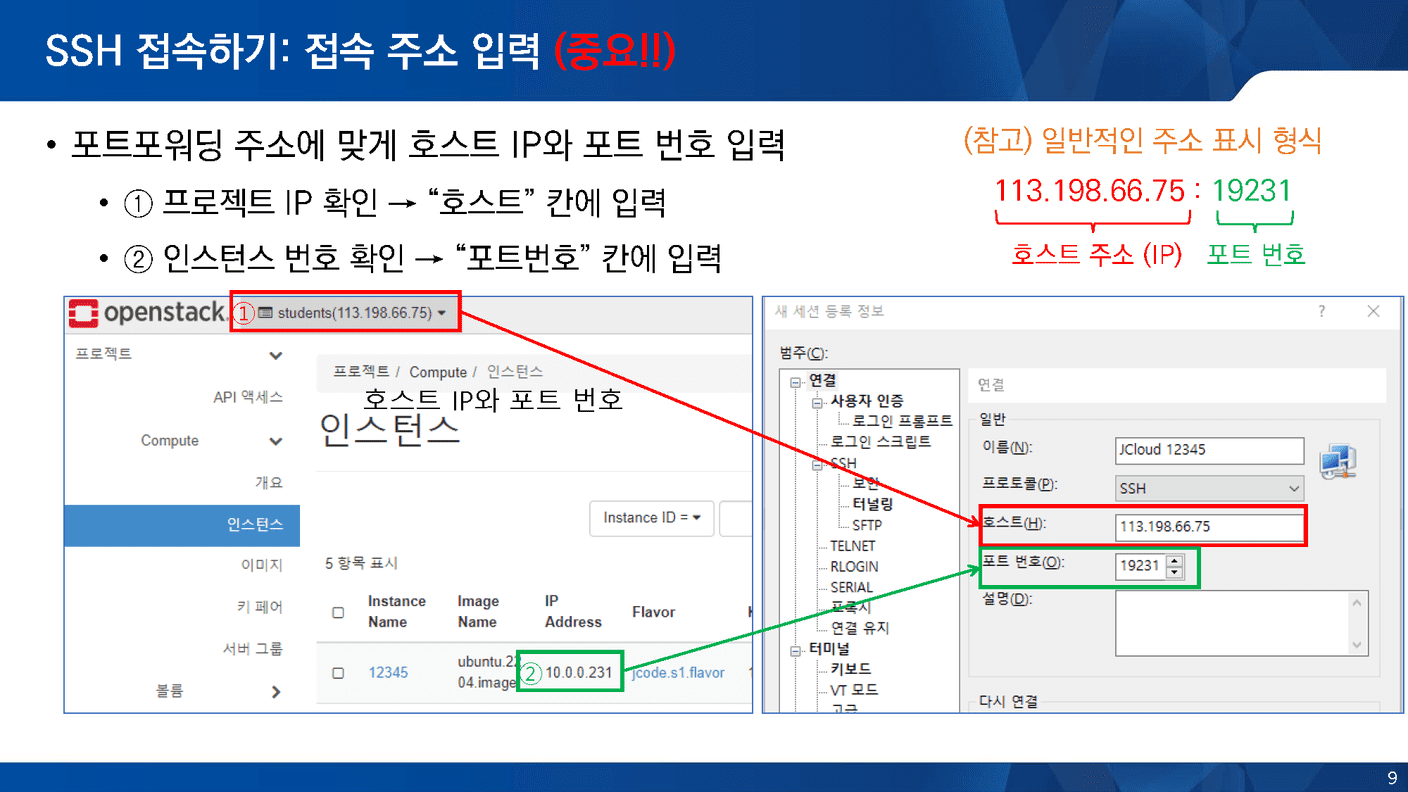 SSH 접속하기: 접속 주소 입력 (중요!!)
• 포트포워딩 주소에 맞게 호스트 IP와 포트 번호 입력
• ① 프로젝트 IP 확인 → “호스트” 칸에 입력
• ② 인스턴스 번호 확인 → “포트번호” 칸에 입력
(참고) 일반적인 주소 표시 형식
113.198.66.75 : 19231
호스트 주소 (IP) 포트 번호
openstack. ① students(113.198.66.75)
프로젝트
API 액세스
Compute
개요
인스턴스
이미지
키 페어
서버 그룹
볼륨
프로젝트 / Compute / 인스턴스
호스트 IP와 포트 번호
인스턴스
Instance ID =
5 항목 표시
Instance Name
Image Name
IP Address
Flavor
12345
ubuntu.22
04.image
② 10.0.0.231
jcode.s1.flavor
새 세션 등록 정보 ?
범주(C):
연결
사용자 인증
로그인 프롬프트
로그인 스크립트
SSH
보안
터널링
SFTP
TELNET
RLOGIN
SERIAL
프록시
연결 유지
터미널
키보드
VT 모드
고급
연결
일반
이름(N): JCloud 12345
프로토콜(P): SSH
호스트(H): 113.198.66.75
포트 번호(O): 19231
설명(D):
다시 연결
9